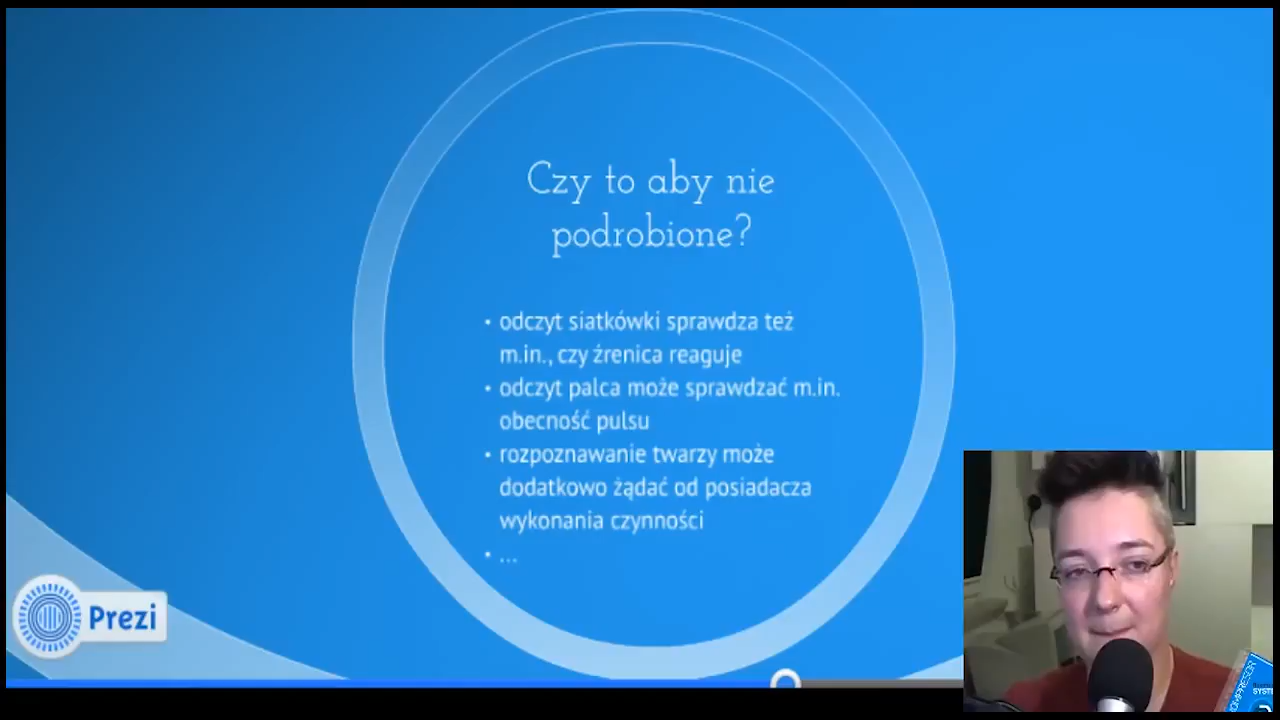 Czy to aby nie
podrobione?
• odczyt siatkówki sprawdza też
m.in., czy źrenica reaguje
• odczyt palca może sprawdzać m.in.
obecność pulsu
• rozpoznawanie twarzy może
dodatkowo żądać od posiadacza
wykonania czynności
• ...
Prezi